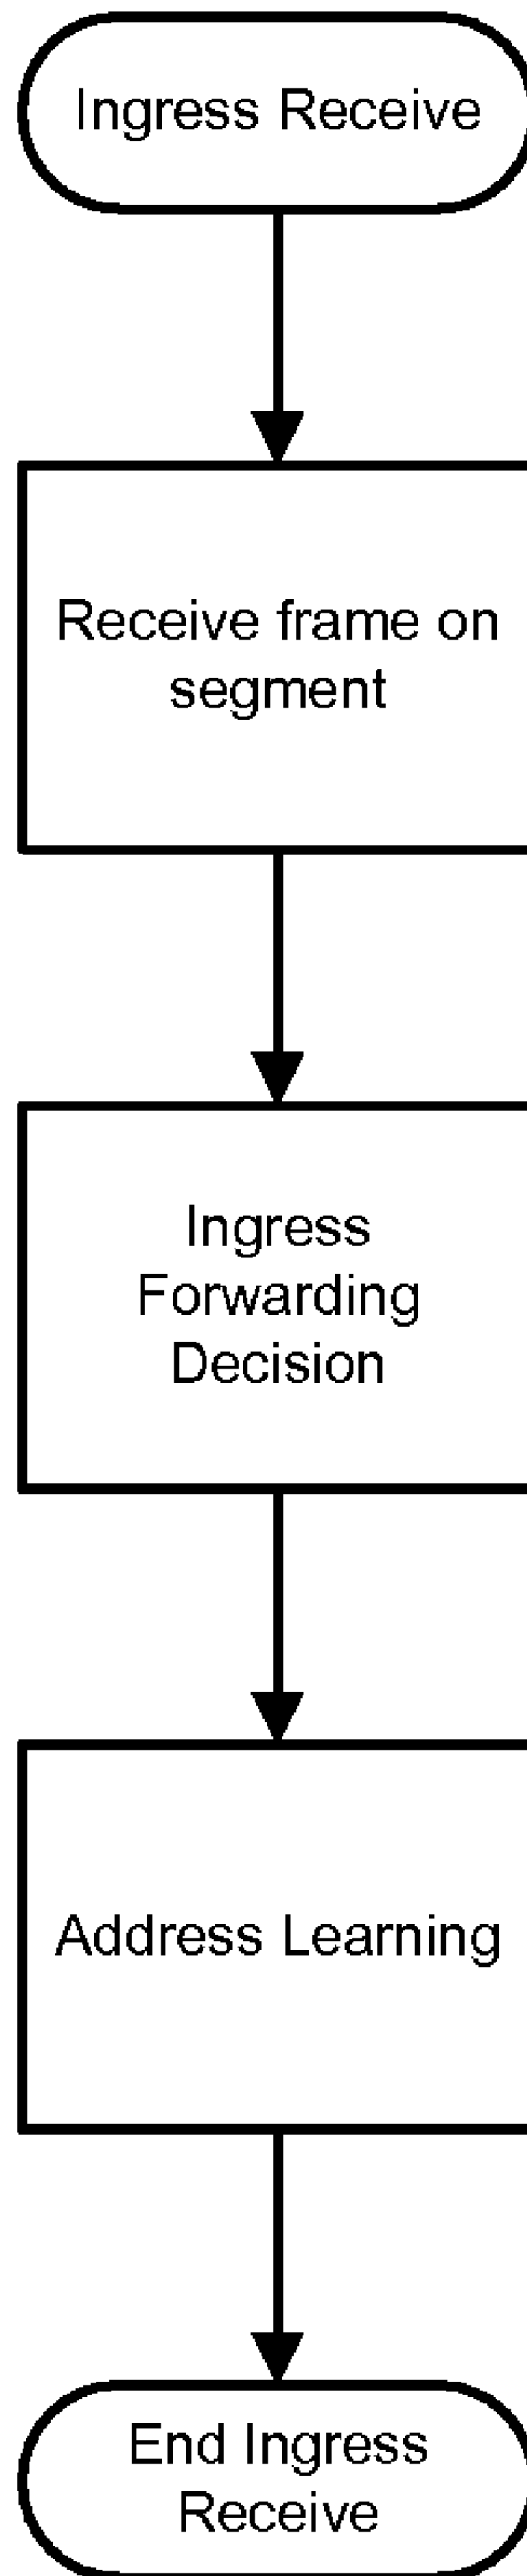 Ingress Receive
Receive frame on
segment
Ingress
Forwarding
Decision
Address Learning
End Ingress
Receive